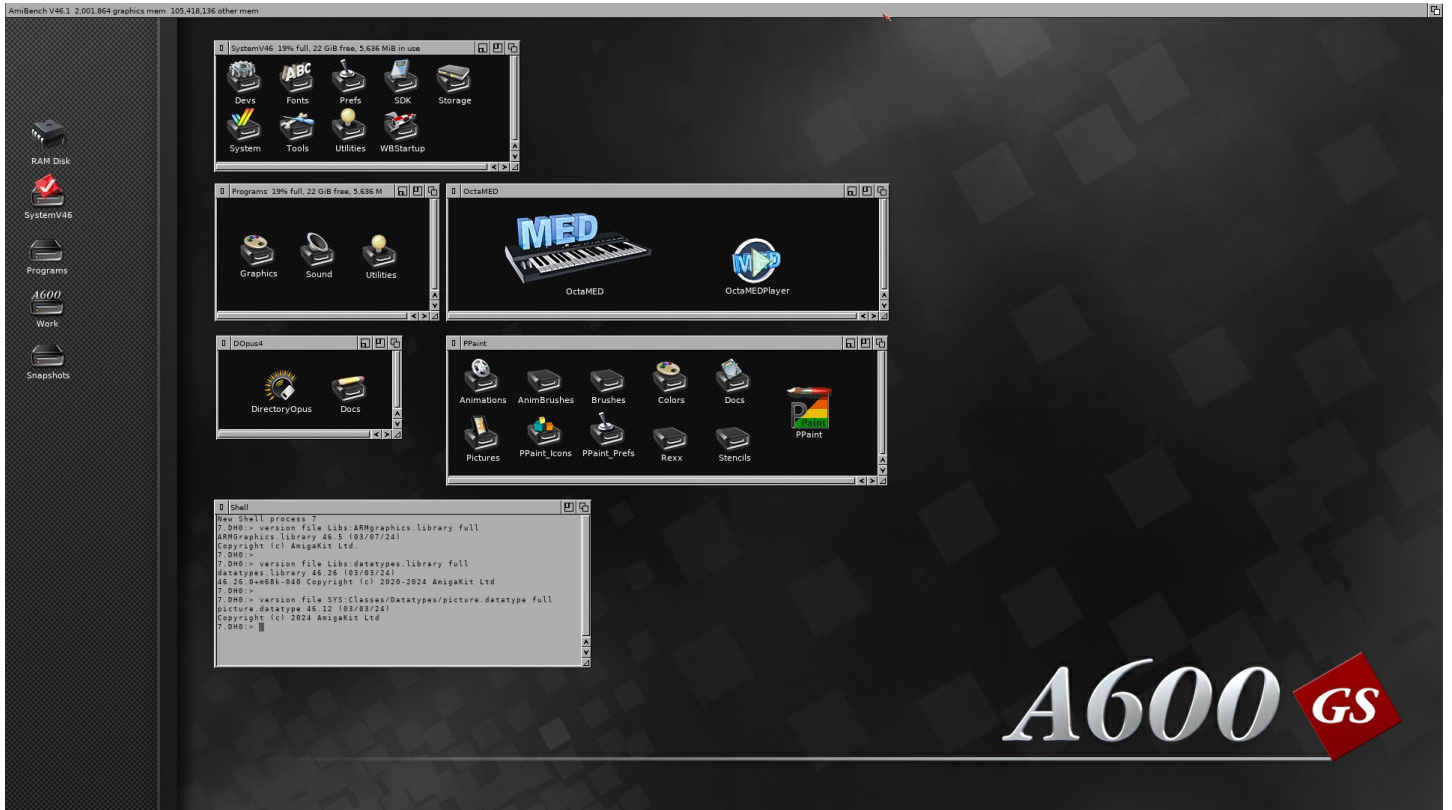 AmiBench V46.1 2,001,864 graphics mem 105,418,136 other mem
SystemV46 19% full, 22 GiB free, 5,636 MiB in use
ABC
Devs Fonts Prefs SDK Storage
System Tools Utilities WBStartup
RAM Disk
SystemV46
Programs
A600
Work
Snapshots
Programs 19% full, 22 GiB free, 5,636 M
Graphics Sound Utilities
OctaMED
MED
OctaMED
MED
OctaMEDPlayer
DOpus4
DirectoryOpus Docs
PPaint
Animations AnimBrushes Brushes Colors Docs
P
Paint
PPaint
Pictures PPaint_Icons PPaint_Prefs Rexx Stencils
Shell
New Shell process 7
7.DH0:> version file Libs:ARMgraphics.library full
ARMGraphics.library 46.5 (03/07/24)
Copyright (c) AmigaKit Ltd.
7.DH0:>
7.DH0:> version file Libs:datatypes.library full
datatypes.library 46.26 (03/03/24)
46.26.0+m68k-040 Copyright (c) 2020-2024 AmigaKit Ltd
7.DH0:>
7.DH0:> version file SYS:Classes/Datatypes/picture.datatype full
picture.datatype 46.12 (03/03/24)
Copyright (c) 2024 AmigaKit Ltd
7.DH0:>
A600 GS